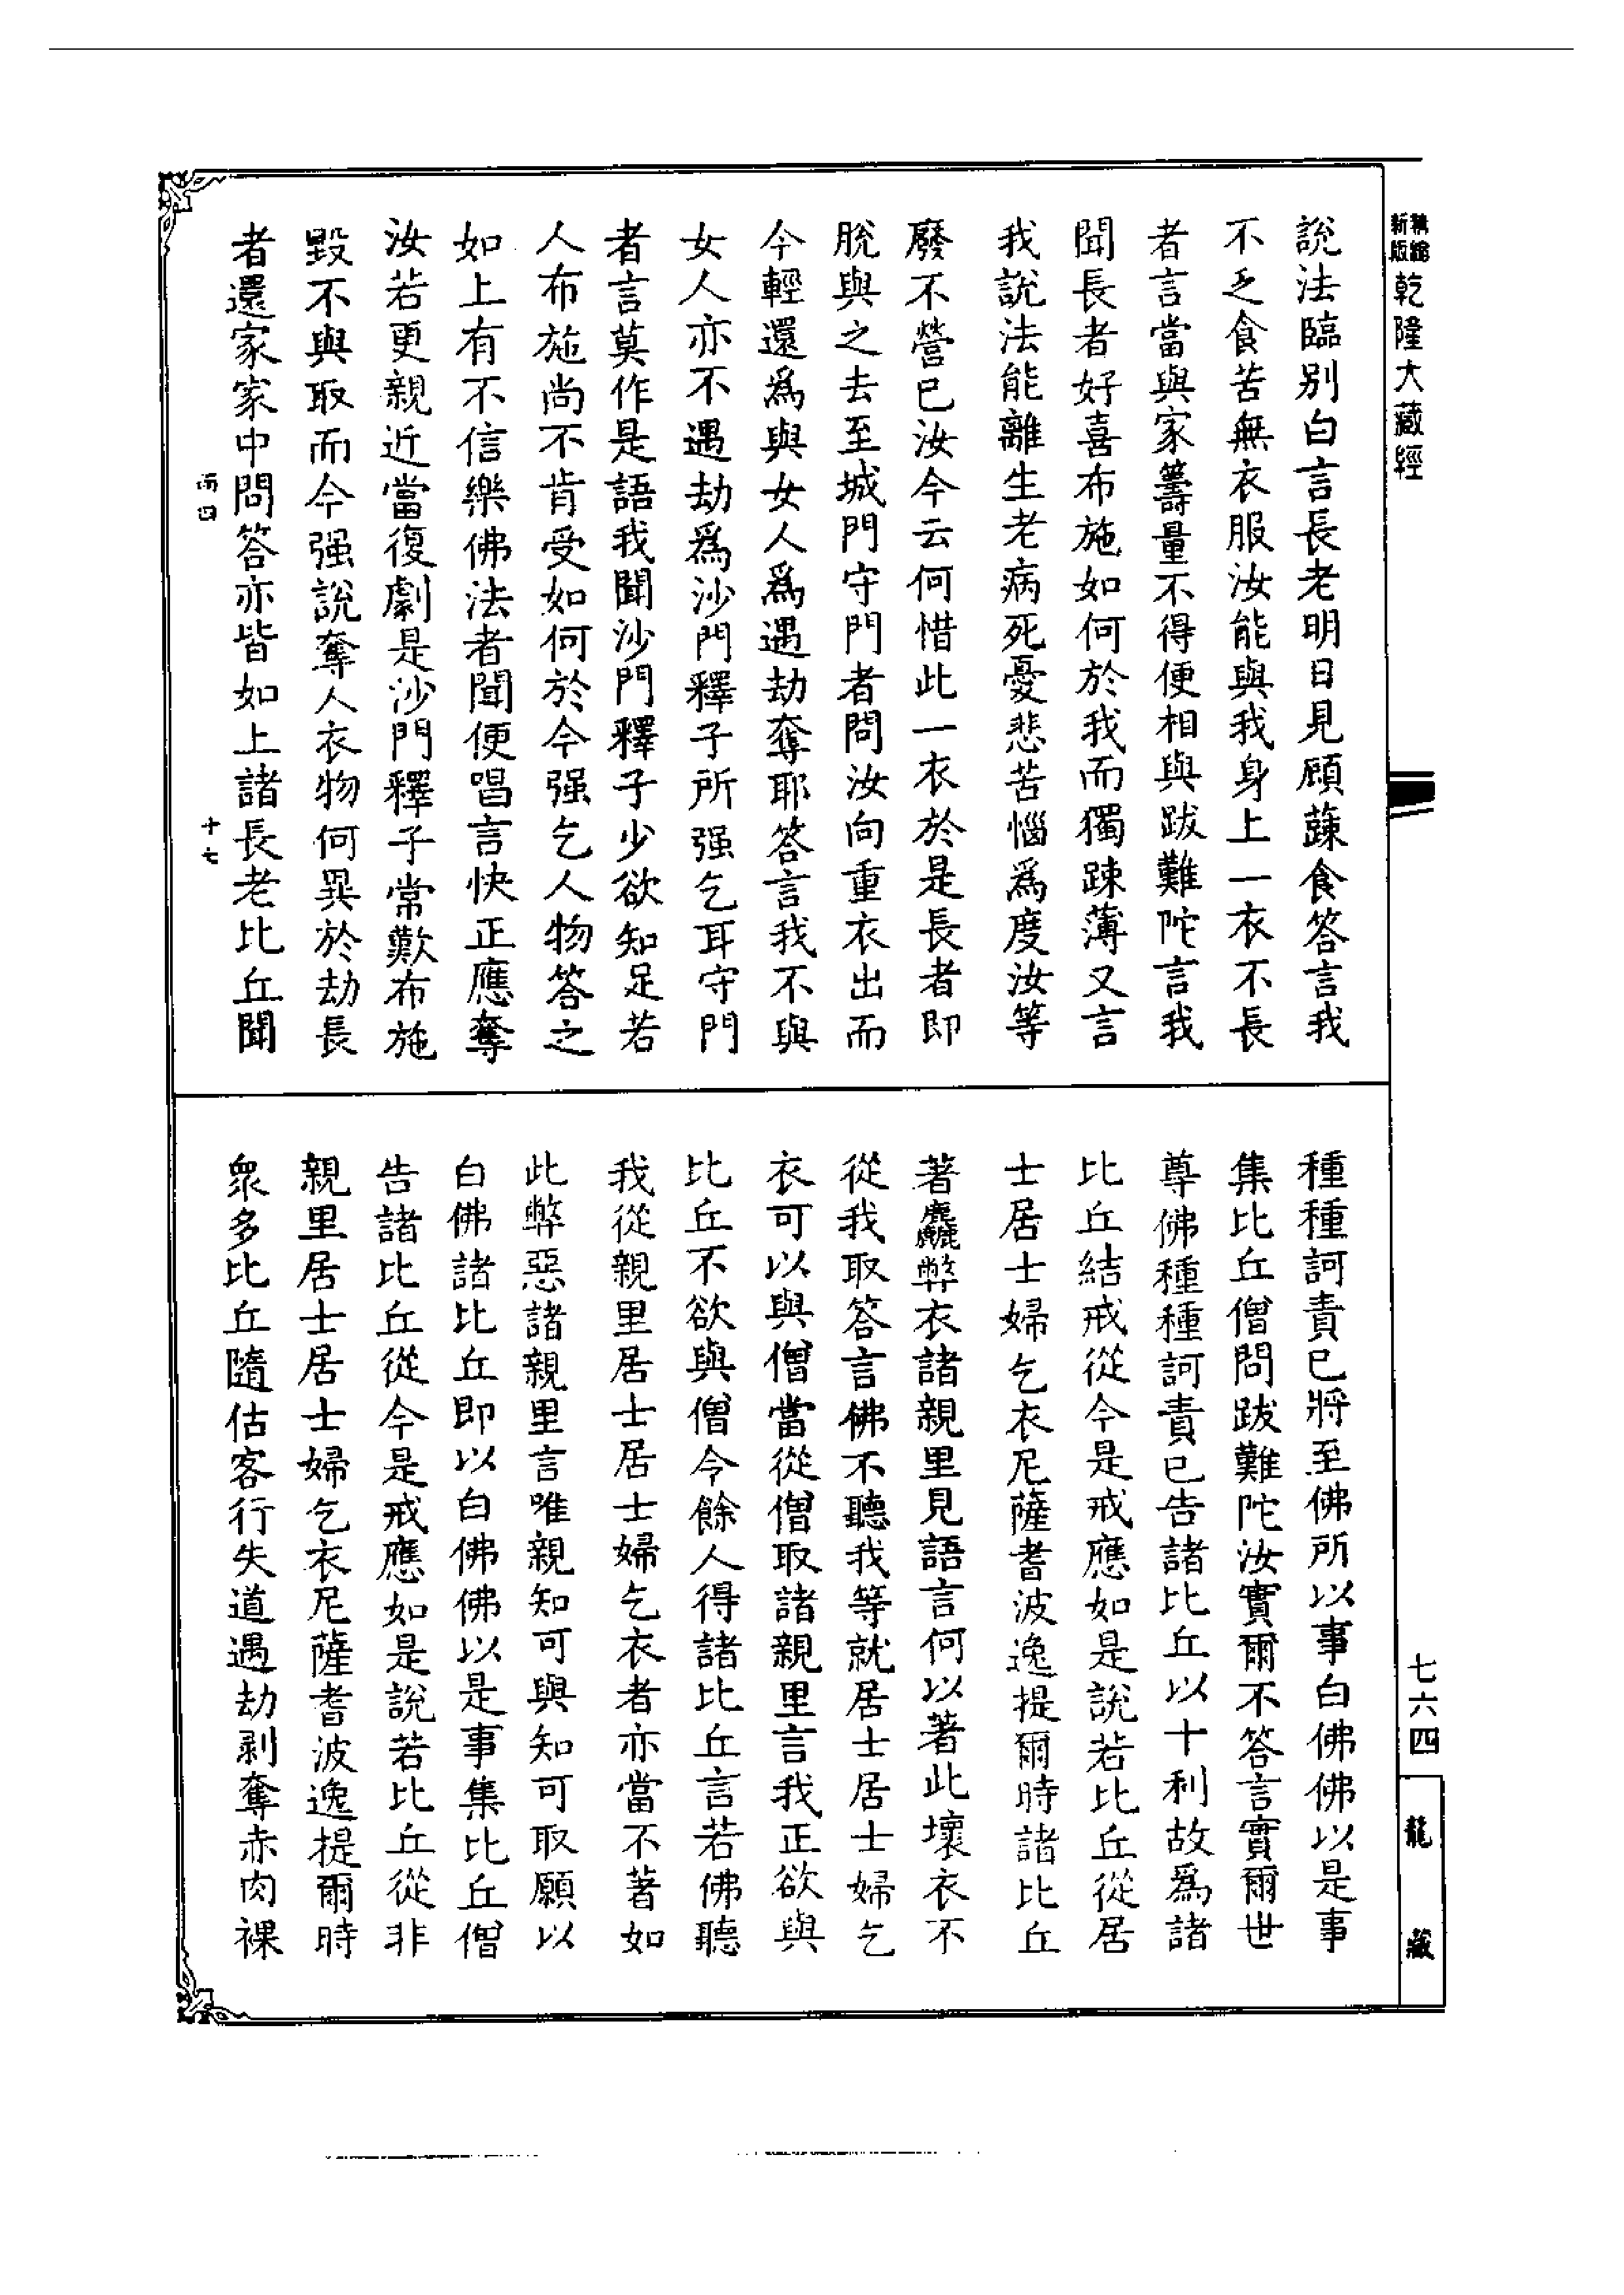 新版精縮乾隆大藏經
說法臨別白言長老明日見顧蔬食答言我
不乏食苦無衣服汝能與我身上一衣不長
者言當與家籌量不得便相與跋難陀言我
聞長者好喜布施如何於我而獨踈薄又言
我說法能離生老病死憂悲苦惱爲度汝等
廢不營已汝今云何惜此一衣於是長者即
脫與之去至城門守門者問汝向重衣出而
今輕還爲與女人爲遇劫奪耶答言我不與
女人亦不遇劫爲沙門釋子所强乞耳守門
者言莫作是語我聞沙門釋子少欲知足若
人布施尚不肯受如何於今强乞人物答之
如上有不信樂佛法者聞便唱言快正應奪
汝若更親近當復劇是沙門釋子常歎布施
毀不與取而今强說奪人衣物何異於劫長
者還家家中問答亦皆如上諸長老比丘聞
十七
種種訶責已將至佛所以事白佛佛以是事
集比丘僧問跋難陀汝實爾不答言實爾世
尊佛種種訶責已告諸比丘以十利故爲諸
比丘結戒從今是戒應如是說若比丘從居
士居士婦乞衣尼薩耆波逸提爾時諸比丘
著麤弊衣諸親里見語言何以著此壞衣不
從我取答言佛不聽我等就居士居士婦乞
衣可以與僧當從僧取諸親里言我正欲與
比丘不欲與僧今餘人得諸比丘言若佛聽
我從親里居士居士婦乞衣者亦當不著如
此弊惡諸親里言唯親知可與知可取願以
白佛諸比丘即以白佛佛以是事集比丘僧
告諸比丘從今是戒應如是說若比丘從非
親里居士居士婦乞衣尼薩耆波逸提爾時
衆多比丘隨估客行失道遇劫剥奪赤肉裸
七六四
龍藏